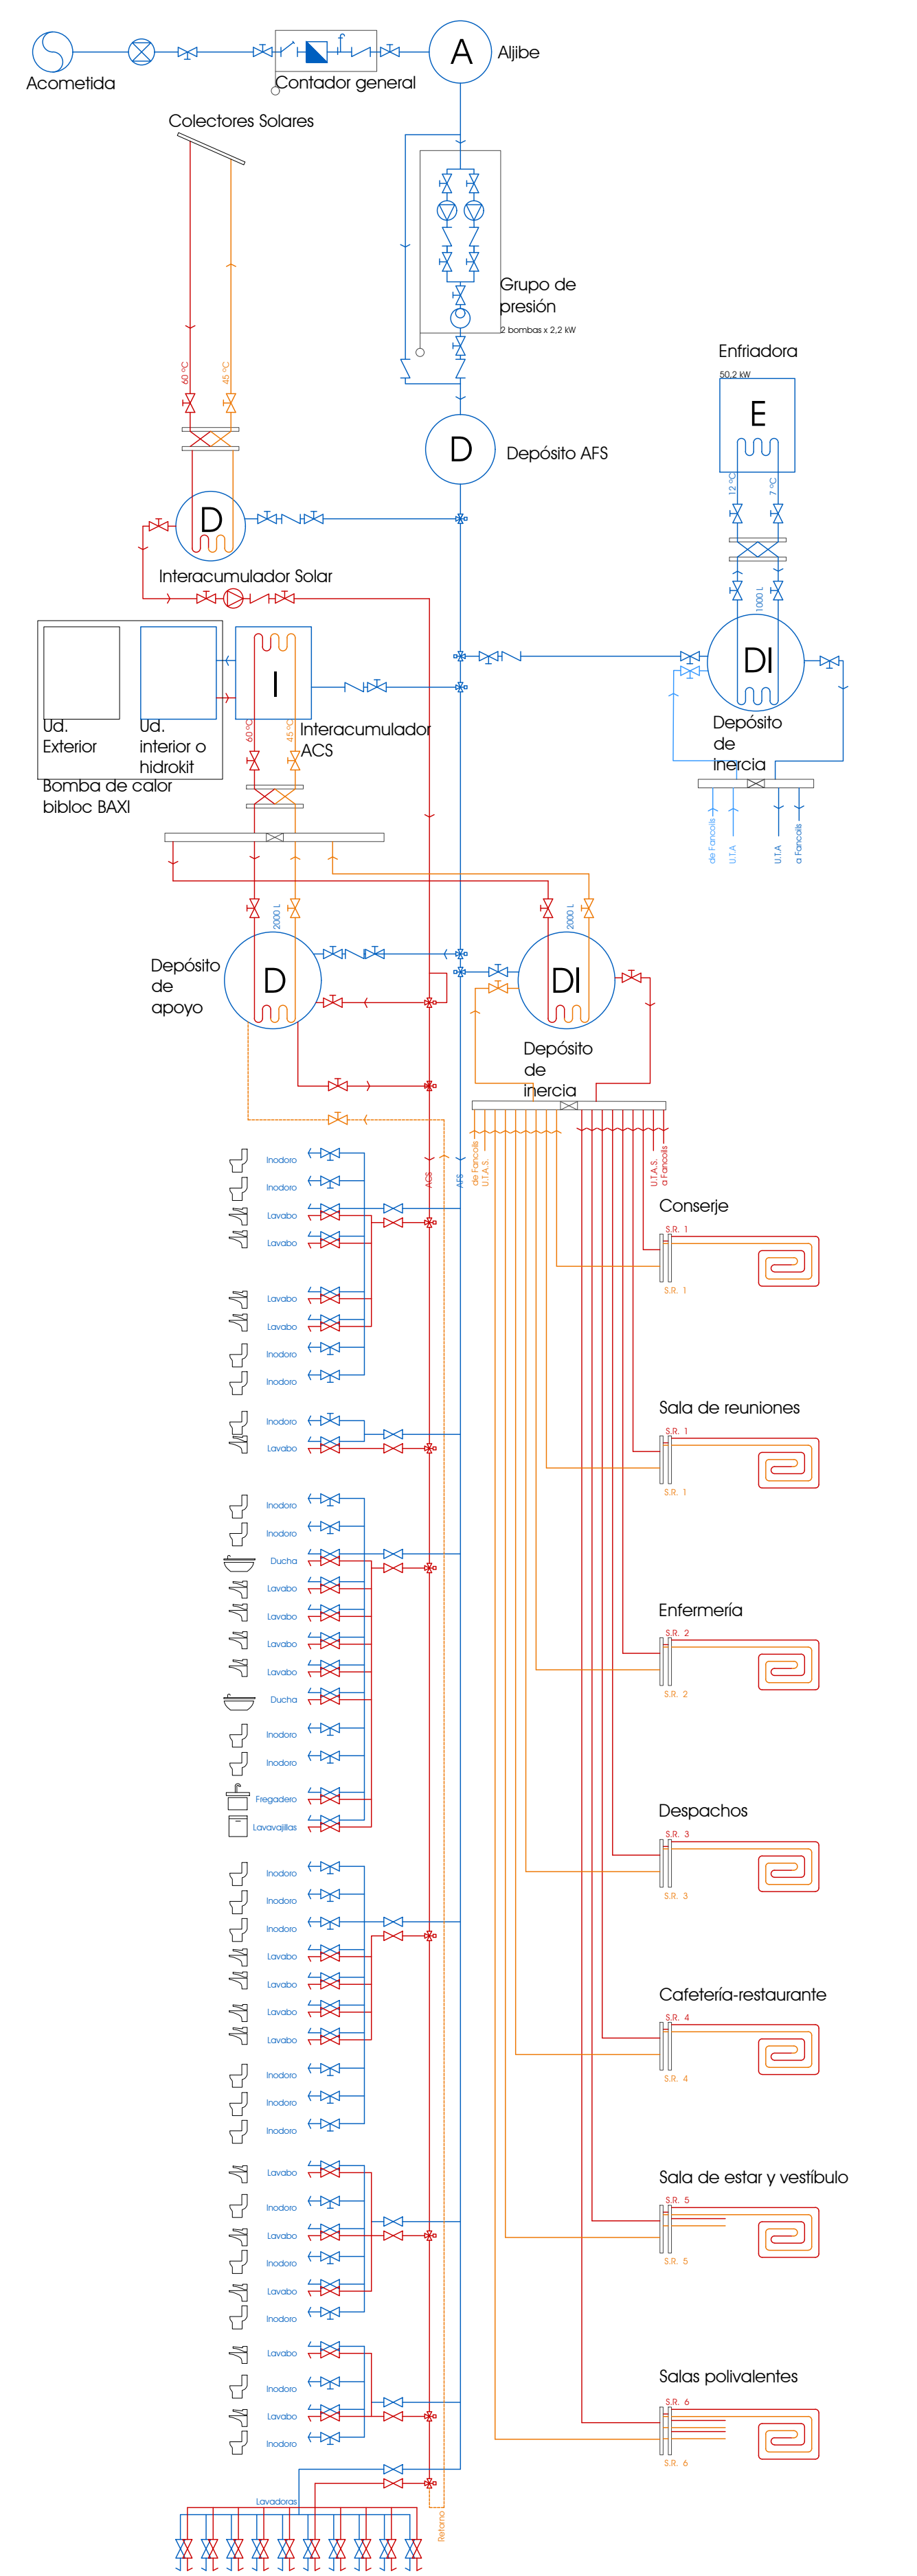 A
Aljibe
Acometida
Contador general
Colectores Solares
Grupo de
presión
2 bombas x 2,2 kW
Enfriadora
50,2 kW
60 ºC
45 ºC
E
D
Depósito AFS
12 ºC
7 ºC
D
Interacumulador Solar
1000 L
I
DI
Ud.
Exterior
Ud.
interior o
hidrokit
60 ºC
45 ºC
Interacumulador
ACS
Depósito
de
inercia
Bomba de calor
bibloc BAXI
de Fancoils
U.T.A
U.T.A
a Fancoils
2000 L
2000 L
Depósito
de
apoyo
D
DI
Depósito
de
inercia
ACS
AFS
de Fancoils
U.T.A.S.
U.T.A.S.
a Fancoils
Inodoro
Inodoro
Lavabo
Lavabo
Lavabo
Lavabo
Inodoro
Inodoro
Inodoro
Lavabo
Inodoro
Inodoro
Ducha
Lavabo
Lavabo
Lavabo
Lavabo
Ducha
Inodoro
Inodoro
Fregadero
Lavavajillas
Inodoro
Inodoro
Inodoro
Lavabo
Lavabo
Lavabo
Lavabo
Inodoro
Inodoro
Inodoro
Lavabo
Inodoro
Lavabo
Inodoro
Lavabo
Inodoro
Lavabo
Inodoro
Lavabo
Inodoro
Lavadoras
Retorno
Conserje
S.R. 1
S.R. 1
Sala de reuniones
S.R. 1
S.R. 1
Enfermería
S.R. 2
S.R. 2
Despachos
S.R. 3
S.R. 3
Cafetería-restaurante
S.R. 4
S.R. 4
Sala de estar y vestíbulo
S.R. 5
S.R. 5
Salas polivalentes
S.R. 6
S.R. 6